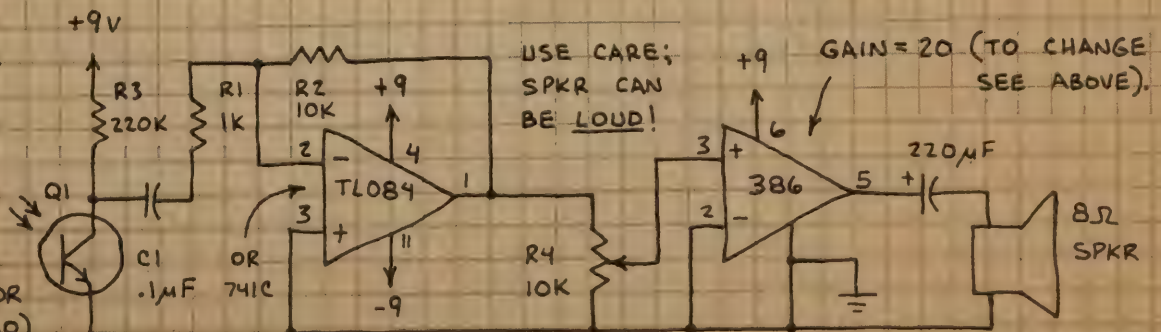 +9V
R3
220K
R1
1K
R2
10K
+9
USE CARE;
SPKR CAN
BE LOUD!
+9
GAIN = 20 (TO CHANGE
SEE ABOVE).
Q1
C1
.1µF
2
-
3
+
TL084
4
1
11
-9
OR
741C
R4
10K
3
+
2
-
386
6
5
+
220µF
8Ω
SPKR
OR